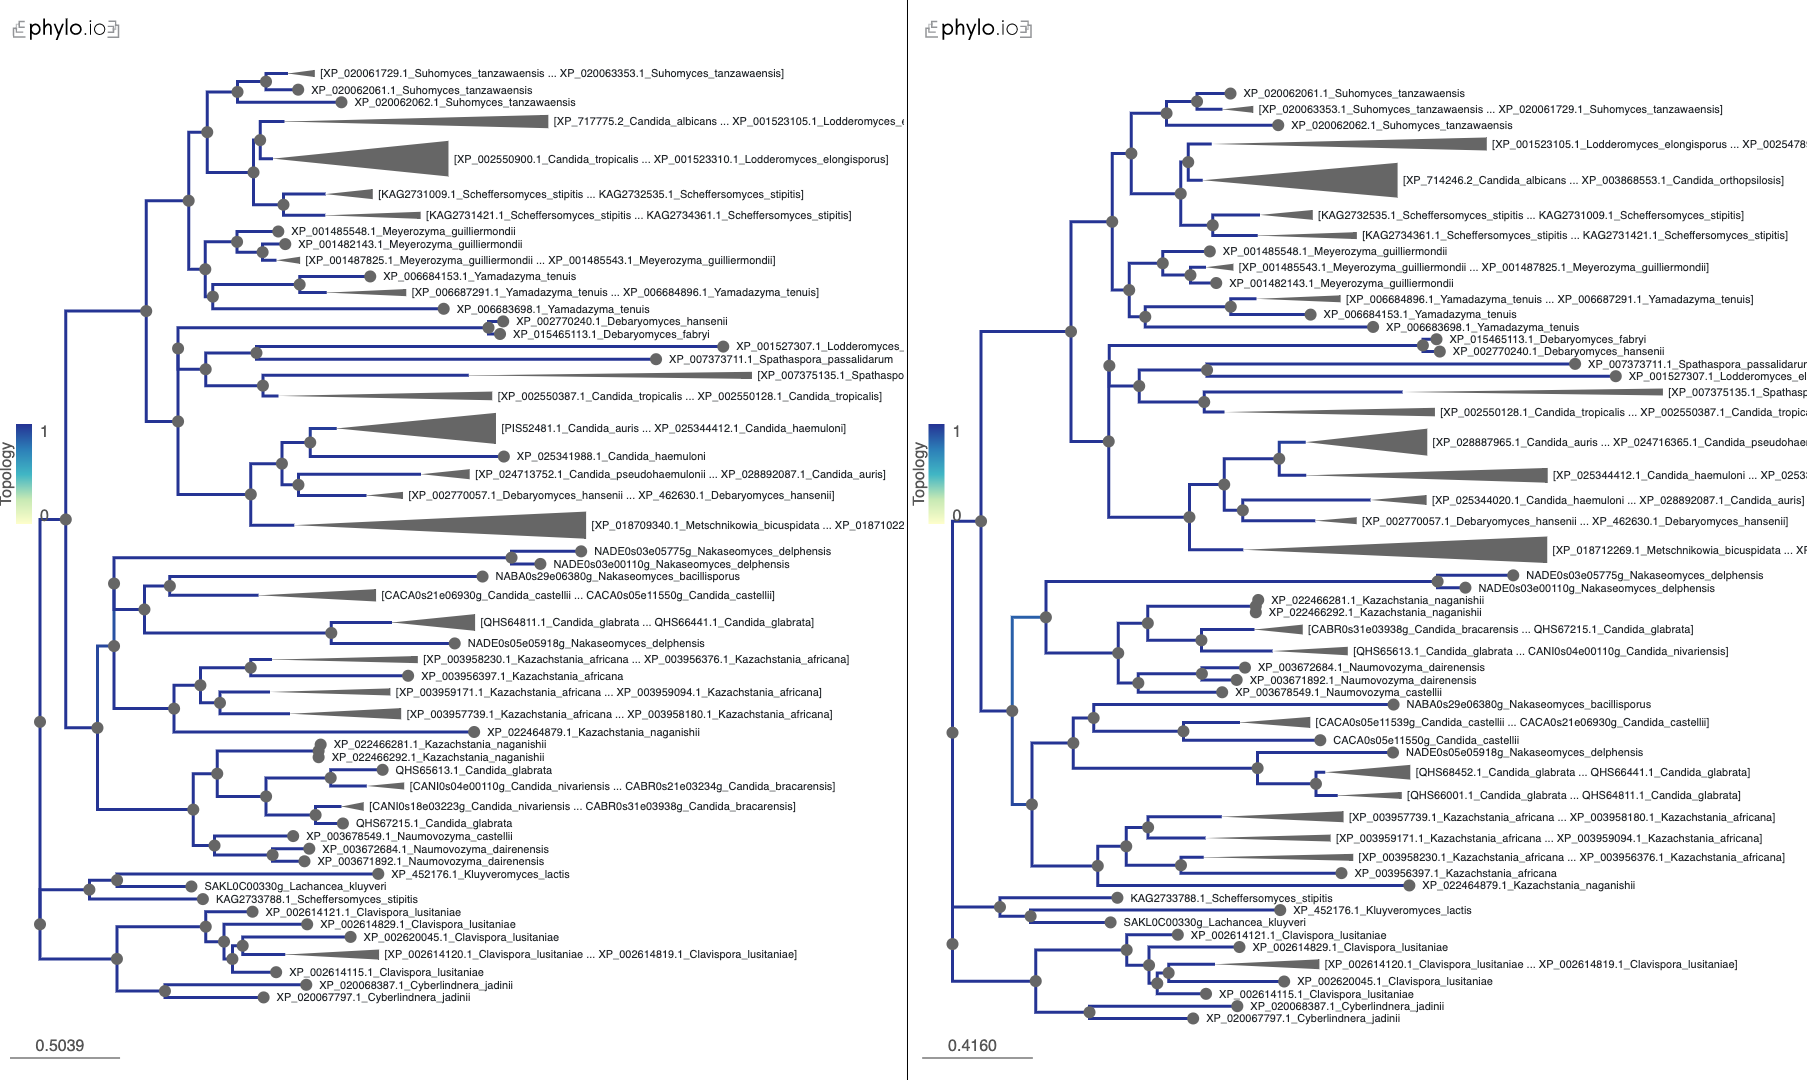 phylo.io
[XP_020061729.1_Suhomyces_tanzawaensis ... XP_020063353.1_Suhomyces_tanzawaensis]
XP_020062061.1_Suhomyces_tanzawaensis
XP_020062062.1_Suhomyces_tanzawaensis
[XP_717775.2_Candida_albicans ... XP_001523105.1_Lodderomyces_e
[XP_002550900.1_Candida_tropicalis ... XP_001523310.1_Lodderomyces_elongisporus]
[KAG2731009.1_Scheffersomyces_stipitis ... KAG2732535.1_Scheffersomyces_stipitis]
[KAG2731421.1_Scheffersomyces_stipitis ... KAG2734361.1_Scheffersomyces_stipitis]
XP_001485548.1_Meyerozyma_guilliermondii
XP_001482143.1_Meyerozyma_guilliermondii
[XP_001487825.1_Meyerozyma_guilliermondii ... XP_001485543.1_Meyerozyma_guilliermondii]
XP_006684153.1_Yamadazyma_tenuis
[XP_006687291.1_Yamadazyma_tenuis ... XP_006684896.1_Yamadazyma_tenuis]
XP_006683698.1_Yamadazyma_tenuis
XP_002770240.1_Debaryomyces_hansenii
XP_015465113.1_Debaryomyces_fabryi
XP_001527307.1_Lodderomyces_
XP_007373711.1_Spathaspora_passalidarum
[XP_007375135.1_Spathaspo
[XP_002550387.1_Candida_tropicalis ... XP_002550128.1_Candida_tropicalis]
[PIS52481.1_Candida_auris ... XP_025344412.1_Candida_haemuloni]
XP_025341988.1_Candida_haemuloni
[XP_024713752.1_Candida_pseudohaemulonii ... XP_028892087.1_Candida_auris]
[XP_002770057.1_Debaryomyces_hansenii ... XP_462630.1_Debaryomyces_hansenii]
[XP_018709340.1_Metschnikowia_bicuspidata ... XP_01871022
NADE0s03e05775g_Nakaseomyces_delphensis
NADE0s03e00110g_Nakaseomyces_delphensis
NABA0s29e06380g_Nakaseomyces_bacillisporus
[CACA0s21e06930g_Candida_castellii ... CACA0s05e11550g_Candida_castellii]
[QHS64811.1_Candida_glabrata ... QHS66441.1_Candida_glabrata]
NADE0s05e05918g_Nakaseomyces_delphensis
[XP_003958230.1_Kazachstania_africana ... XP_003956376.1_Kazachstania_africana]
XP_003956397.1_Kazachstania_africana
[XP_003959171.1_Kazachstania_africana ... XP_003959094.1_Kazachstania_africana]
[XP_003957739.1_Kazachstania_africana ... XP_003958180.1_Kazachstania_africana]
XP_022464879.1_Kazachstania_naganishii
XP_022466281.1_Kazachstania_naganishii
XP_022466292.1_Kazachstania_naganishii
QHS65613.1_Candida_glabrata
[CANI0s04e00110g_Candida_nivariensis ... CABR0s21e03234g_Candida_bracarensis]
[CANI0s18e03223g_Candida_nivariensis ... CABR0s31e03938g_Candida_bracarensis]
QHS67215.1_Candida_glabrata
XP_003678549.1_Naumovozyma_castellii
XP_003672684.1_Naumovozyma_dairenensis
XP_003671892.1_Naumovozyma_dairenensis
XP_452176.1_Kluyveromyces_lactis
SAKL0C00330g_Lachancea_kluyveri
KAG2733788.1_Scheffersomyces_stipitis
XP_002614121.1_Clavispora_lusitaniae
XP_002614829.1_Clavispora_lusitaniae
XP_002620045.1_Clavispora_lusitaniae
[XP_002614120.1_Clavispora_lusitaniae ... XP_002614819.1_Clavispora_lusitaniae]
XP_002614115.1_Clavispora_lusitaniae
XP_020068387.1_Cyberlindnera_jadinii
XP_020067797.1_Cyberlindnera_jadinii
Topology
1
0
0.5039
phylo.io
XP_020062061.1_Suhomyces_tanzawaensis
[XP_020063353.1_Suhomyces_tanzawaensis ... XP_020061729.1_Suhomyces_tanzawaensis]
XP_020062062.1_Suhomyces_tanzawaensis
[XP_001523105.1_Lodderomyces_elongisporus ... XP_0025478
[XP_714246.2_Candida_albicans ... XP_003868553.1_Candida_orthopsilosis]
[KAG2732535.1_Scheffersomyces_stipitis ... KAG2731009.1_Scheffersomyces_stipitis]
[KAG2734361.1_Scheffersomyces_stipitis ... KAG2731421.1_Scheffersomyces_stipitis]
XP_001485548.1_Meyerozyma_guilliermondii
[XP_001485543.1_Meyerozyma_guilliermondii ... XP_001487825.1_Meyerozyma_guilliermondii]
XP_001482143.1_Meyerozyma_guilliermondii
[XP_006684896.1_Yamadazyma_tenuis ... XP_006687291.1_Yamadazyma_tenuis]
XP_006684153.1_Yamadazyma_tenuis
XP_006683698.1_Yamadazyma_tenuis
XP_015465113.1_Debaryomyces_fabryi
XP_002770240.1_Debaryomyces_hansenii
XP_007373711.1_Spathaspora_passalidarum
XP_001527307.1_Lodderomyces_el
[XP_007375135.1_Spathasp
[XP_002550128.1_Candida_tropicalis ... XP_002550387.1_Candida_tropica
[XP_028887965.1_Candida_auris ... XP_024716365.1_Candida_pseudohae
[XP_025344412.1_Candida_haemuloni ... XP_0253
[XP_025344020.1_Candida_haemuloni ... XP_028892087.1_Candida_auris]
[XP_002770057.1_Debaryomyces_hansenii ... XP_462630.1_Debaryomyces_hansenii]
[XP_018712269.1_Metschnikowia_bicuspidata ... XP
NADE0s03e05775g_Nakaseomyces_delphensis
NADE0s03e00110g_Nakaseomyces_delphensis
XP_022466281.1_Kazachstania_naganishii
XP_022466292.1_Kazachstania_naganishii
[CABR0s31e03938g_Candida_bracarensis ... QHS67215.1_Candida_glabrata]
[QHS65613.1_Candida_glabrata ... CANI0s04e00110g_Candida_nivariensis]
XP_003672684.1_Naumovozyma_dairenensis
XP_003671892.1_Naumovozyma_dairenensis
XP_003678549.1_Naumovozyma_castellii
NABA0s29e06380g_Nakaseomyces_bacillisporus
[CACA0s05e11539g_Candida_castellii ... CACA0s21e06930g_Candida_castellii]
CACA0s05e11550g_Candida_castellii
NADE0s05e05918g_Nakaseomyces_delphensis
[QHS68452.1_Candida_glabrata ... QHS66441.1_Candida_glabrata]
[QHS66001.1_Candida_glabrata ... QHS64811.1_Candida_glabrata]
[XP_003957739.1_Kazachstania_africana ... XP_003958180.1_Kazachstania_africana]
[XP_003959171.1_Kazachstania_africana ... XP_003959094.1_Kazachstania_africana]
[XP_003958230.1_Kazachstania_africana ... XP_003956376.1_Kazachstania_africana]
XP_003956397.1_Kazachstania_africana
XP_022464879.1_Kazachstania_naganishii
KAG2733788.1_Scheffersomyces_stipitis
XP_452176.1_Kluyveromyces_lactis
SAKL0C00330g_Lachancea_kluyveri
XP_002614121.1_Clavispora_lusitaniae
XP_002614829.1_Clavispora_lusitaniae
[XP_002614120.1_Clavispora_lusitaniae ... XP_002614819.1_Clavispora_lusitaniae]
XP_002620045.1_Clavispora_lusitaniae
XP_002614115.1_Clavispora_lusitaniae
XP_020068387.1_Cyberlindnera_jadinii
XP_020067797.1_Cyberlindnera_jadinii
Topology
1
0
0.4160